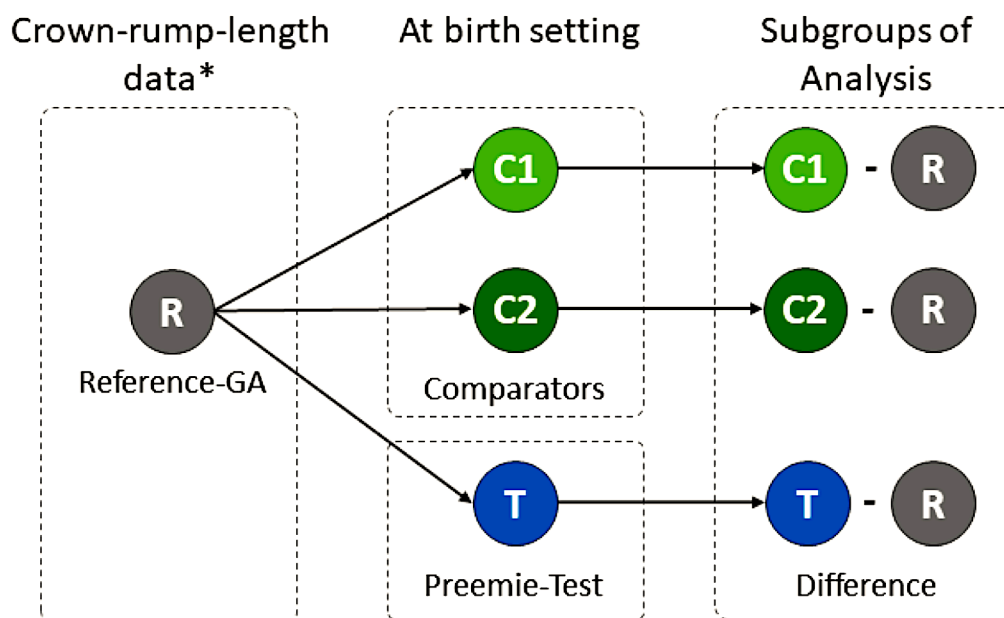 Crown-rump-length
data*
At birth setting
Subgroups of
Analysis
C1
C1 - R
R
Reference-GA
C2
C2 - R
Comparators
T
T - R
Preemie-Test
Difference